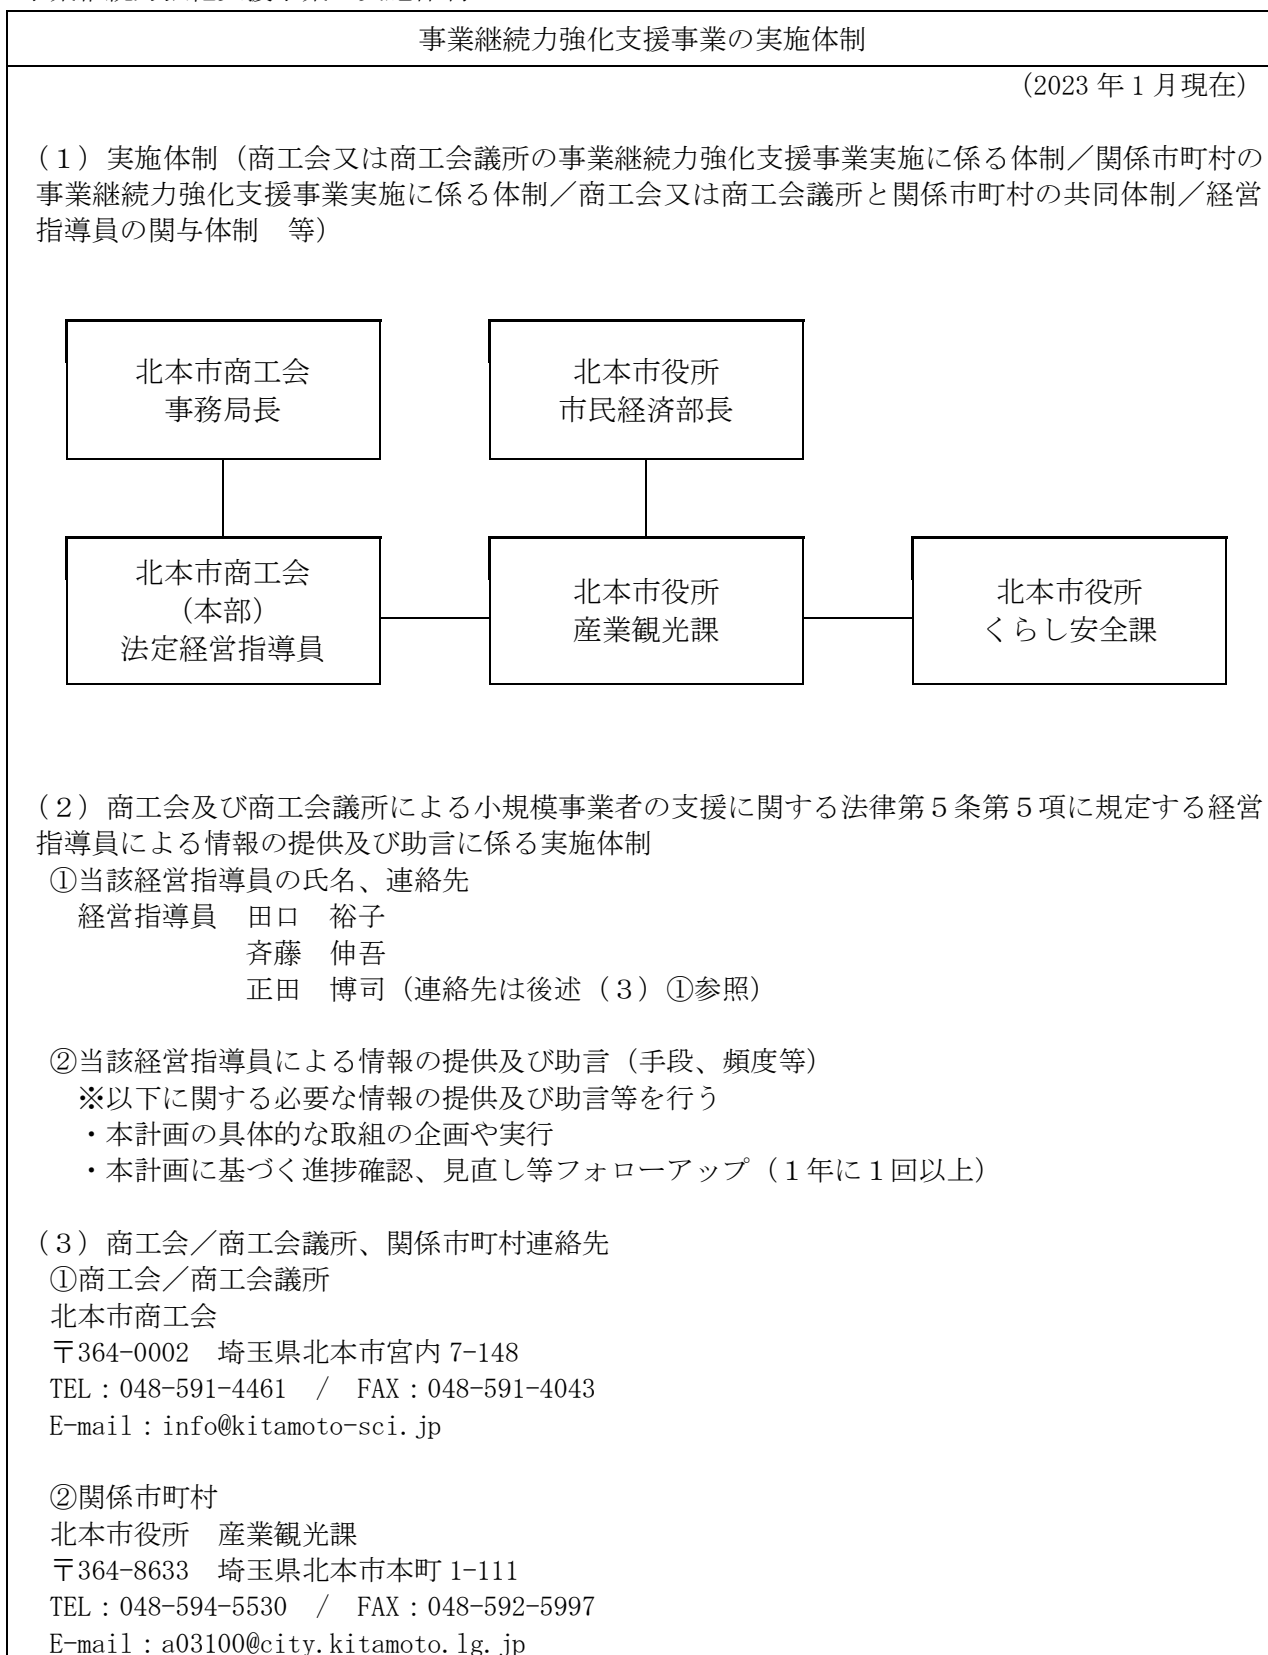 事業継続力強化支援事業の実施体制
（2023 年 1 月現在）
（１）実施体制（商工会又は商工会議所の事業継続力強化支援事業実施に係る体制／関係市町村の
事業継続力強化支援事業実施に係る体制／商工会又は商工会議所と関係市町村の共同体制／経営
指導員の関与体制　等）
北本市商工会
事務局長
北本市役所
市民経済部長
北本市商工会
（本部）
法定経営指導員
北本市役所
産業観光課
北本市役所
くらし安全課
（２）商工会及び商工会議所による小規模事業者の支援に関する法律第５条第５項に規定する経営
指導員による情報の提供及び助言に係る実施体制
①当該経営指導員の氏名、連絡先
経営指導員　田口　裕子
斉藤　伸吾
正田　博司（連絡先は後述（３）①参照）
②当該経営指導員による情報の提供及び助言（手段、頻度等）
※以下に関する必要な情報の提供及び助言等を行う
・本計画の具体的な取組の企画や実行
・本計画に基づく進捗確認、見直し等フォローアップ（１年に１回以上）
（３）商工会／商工会議所、関係市町村連絡先
①商工会／商工会議所
北本市商工会
〒364-0002　埼玉県北本市宮内 7-148
TEL：048-591-4461　/　FAX：048-591-4043
E-mail：info@kitamoto-sci.jp
②関係市町村
北本市役所　産業観光課
〒364-8633　埼玉県北本市本町 1-111
TEL：048-594-5530　/　FAX：048-592-5997
E-mail：a03100@city.kitamoto.lg.jp